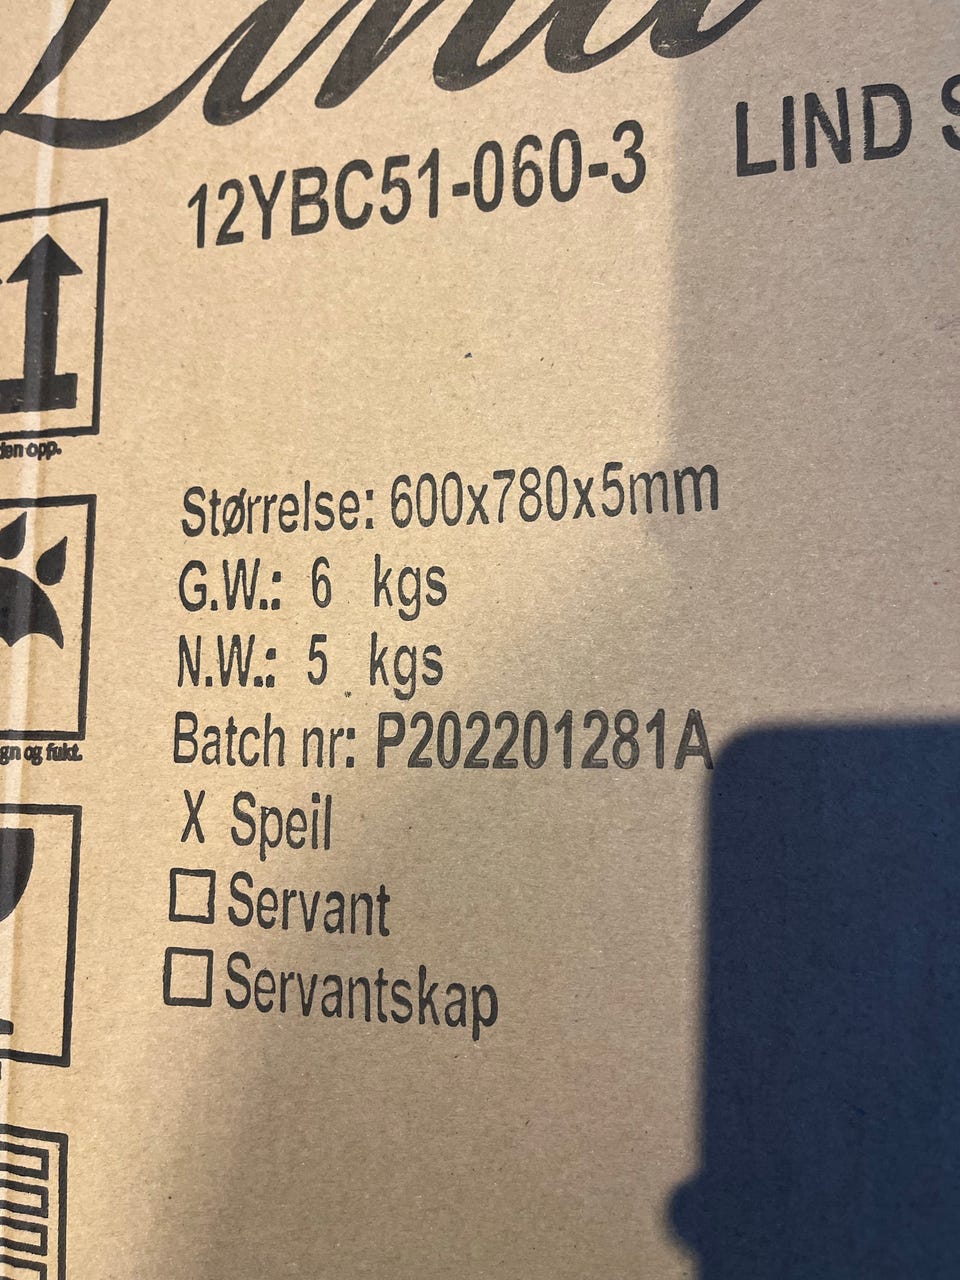 Lind
12YBC51-060-3 LIND
den opp.
Størrelse: 600x780x5mm
G.W.: 6 kgs
N.W.: 5 kgs
og fukt.
Batch nr: P202201281A
X Speil
Servant
Servantskap